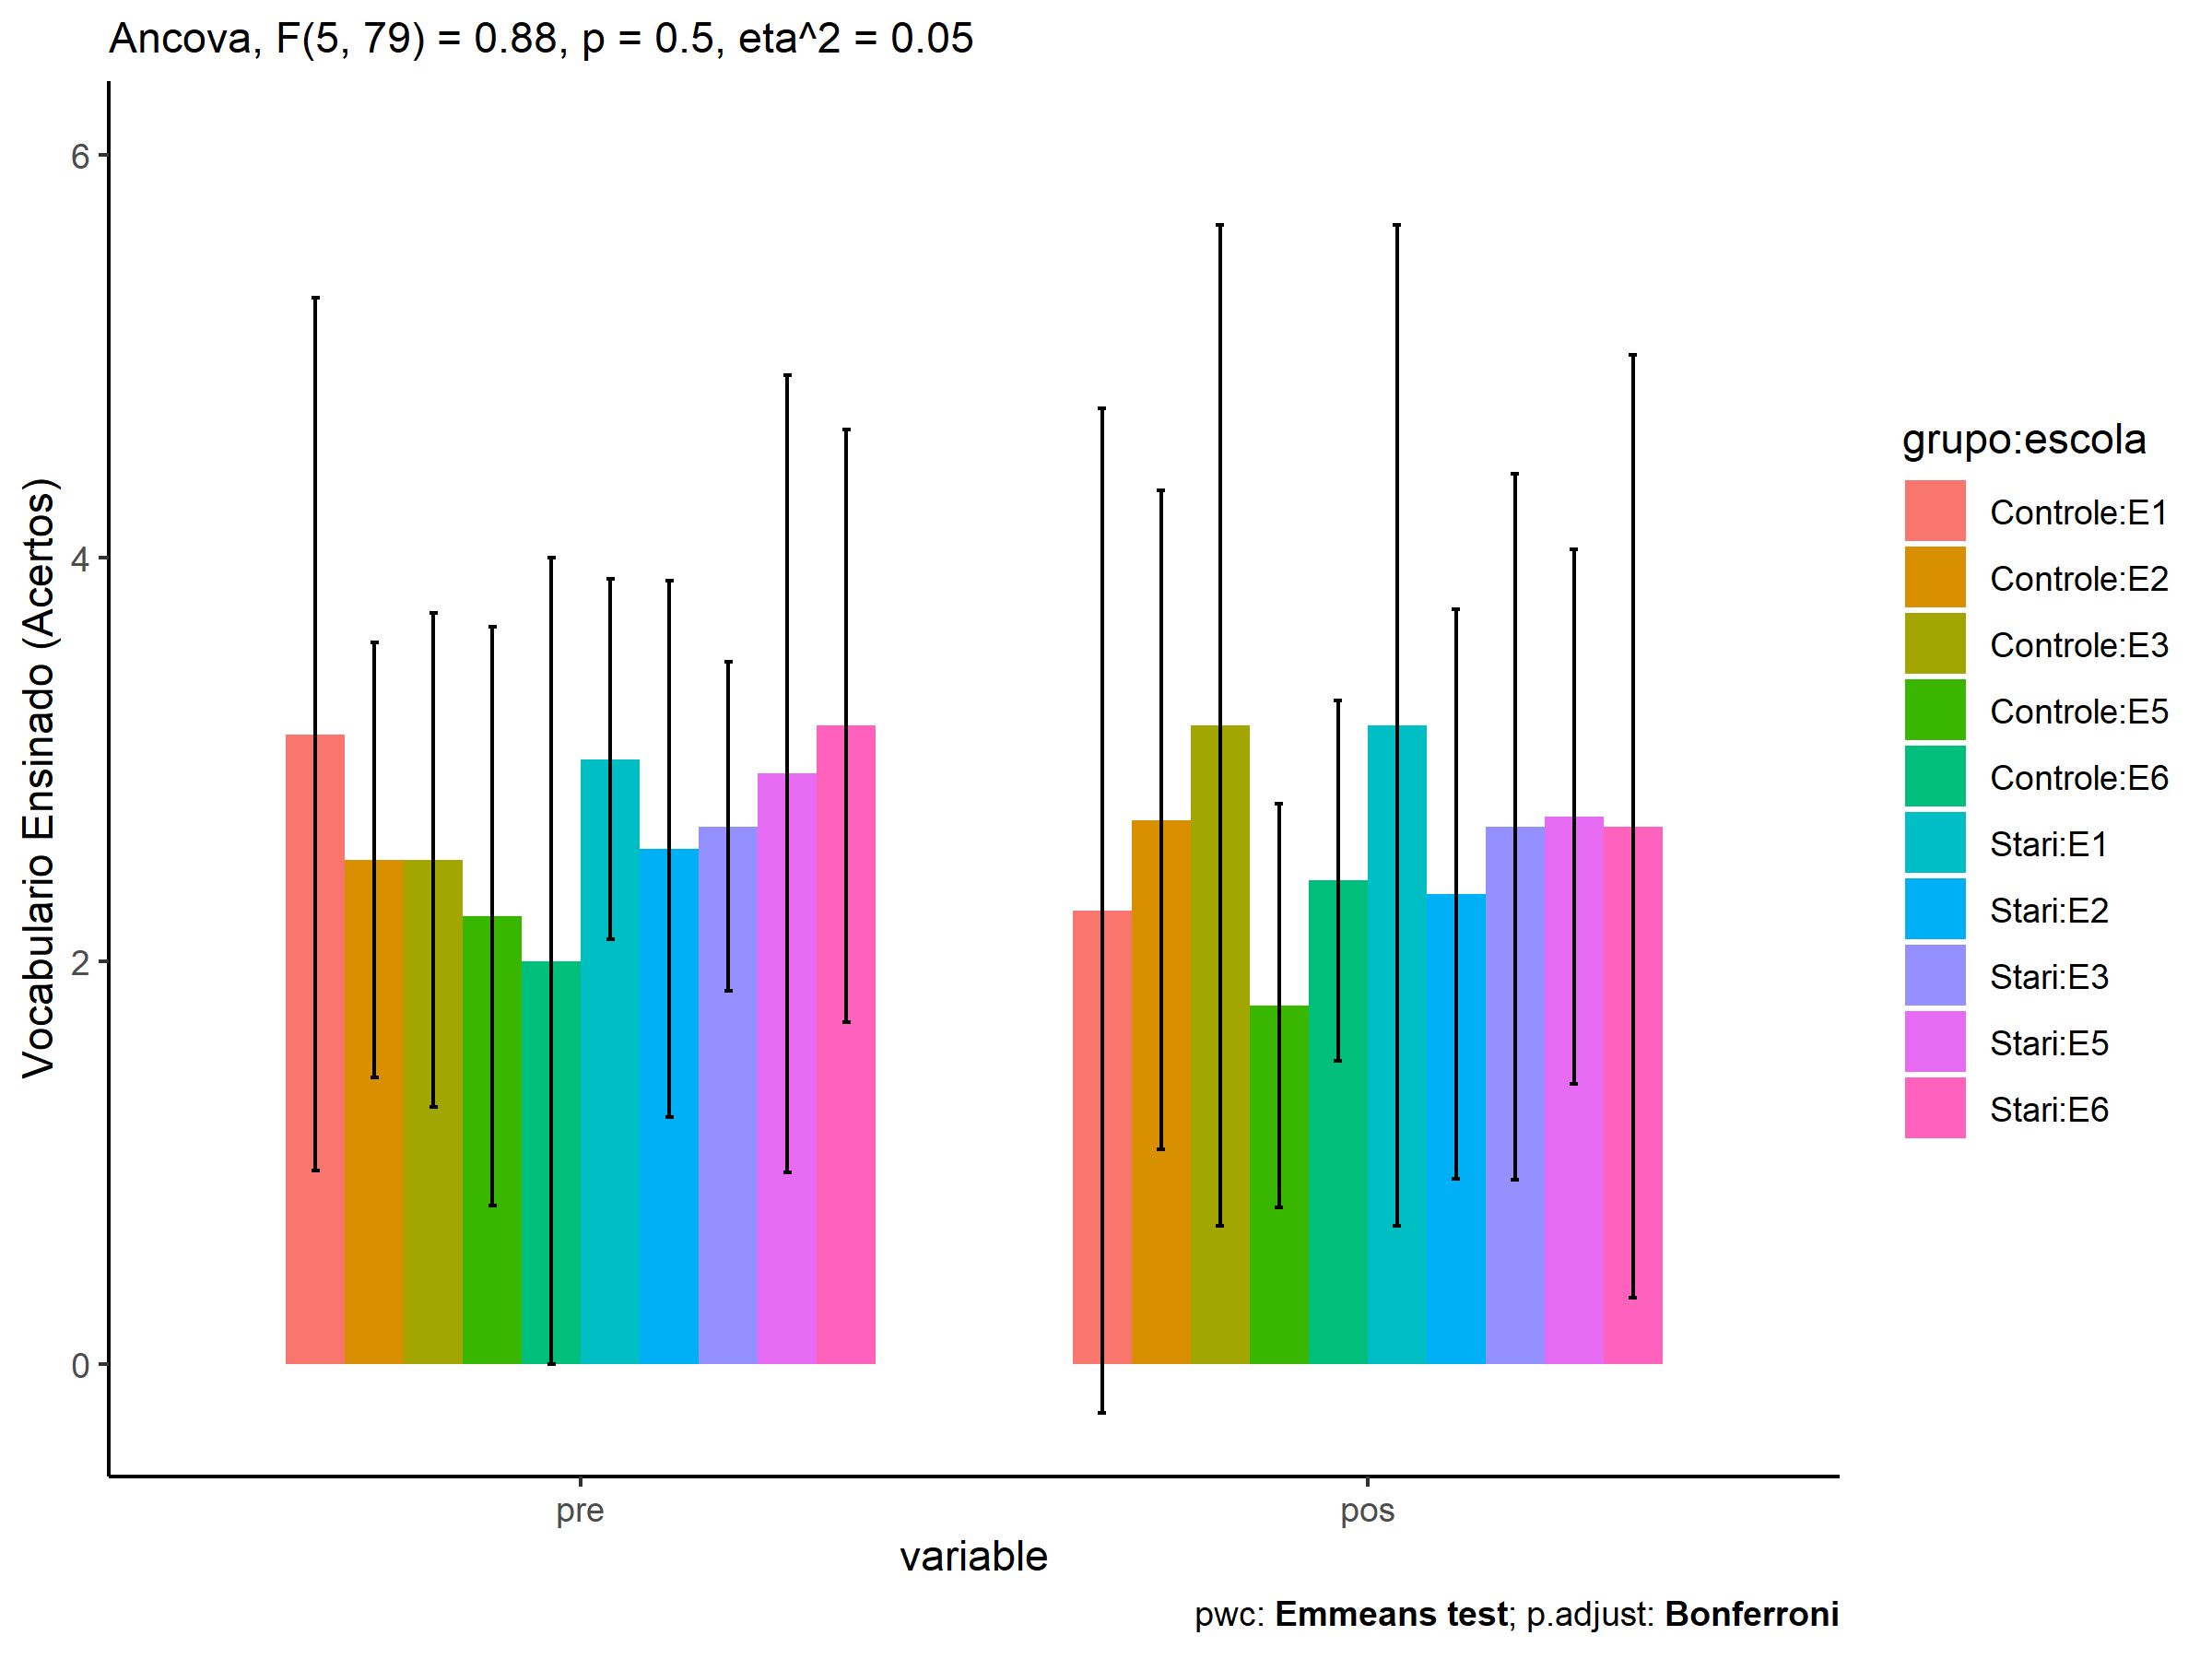 Ancova, F(5, 79) = 0.88, p = 0.5, eta^2 = 0.05
Vocabulario Ensinado (Acertos)
6
4
2
0
pre
pos
variable
pwc: Emmeans test; p.adjust: Bonferroni
grupo:escola
Controle:E1
Controle:E2
Controle:E3
Controle:E5
Controle:E6
Stari:E1
Stari:E2
Stari:E3
Stari:E5
Stari:E6